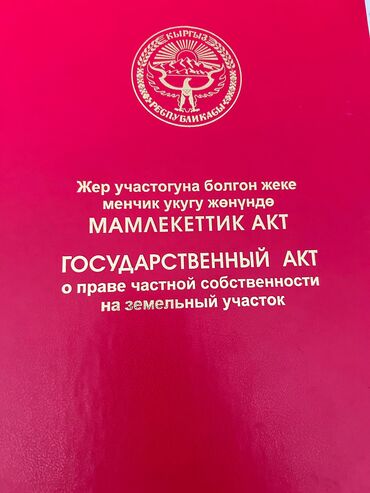 КЫРГЫЗ
РЕСПУБЛИКАСЫ
Жер участогуна болгон жеке
менчик укугу жөнүндө
МАМЛЕКЕТТИК АКТ
ГОСУДАРСТВЕННЫЙ АКТ
о праве частной собственности
на земельный участок